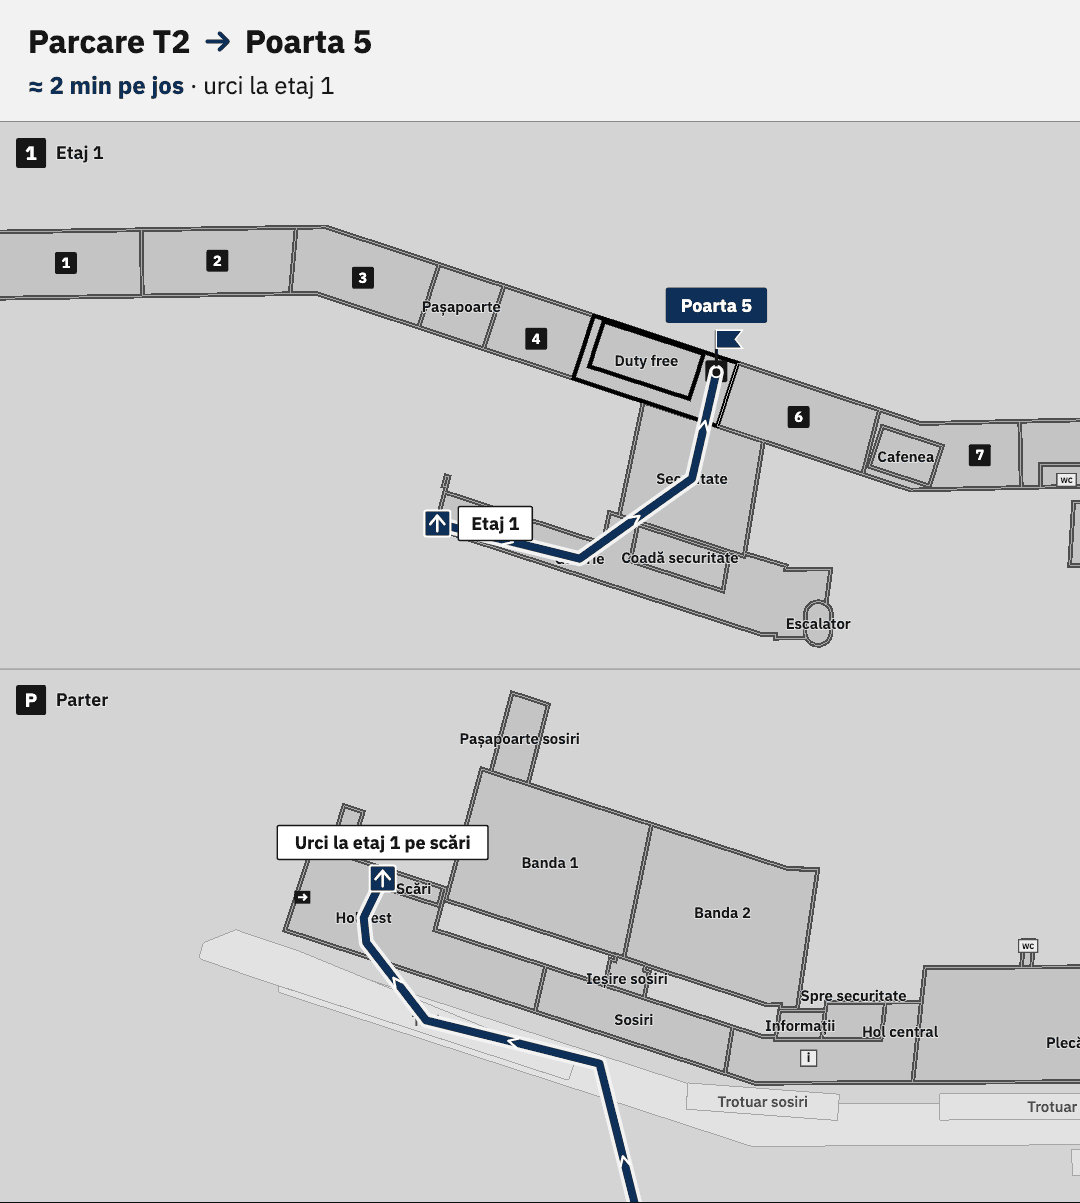 Parcare T2 → Poarta 5
≈ 2 min pe jos · urci la etaj 1
1 Etaj 1
1
2
3
Pașapoarte
4
Poarta 5
Duty free
6
Cafenea
7
WC
Etaj 1
Coadă securitate
Escalator
P Parter
Pașapoarte sosiri
Urci la etaj 1 pe scări
Scări
Banda 1
Banda 2
WC
Ieșire sosiri
Spre securitate
Sosiri
Informații
Hol central
i
Trotuar sosiri
Trotuar